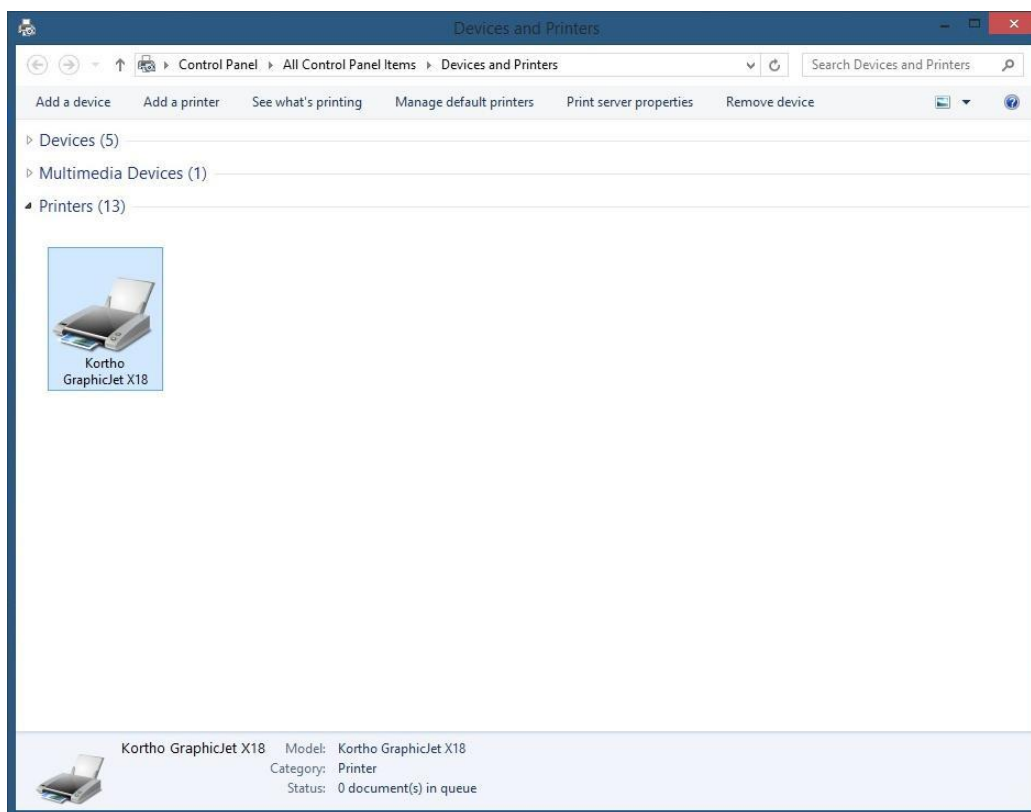 Devices and Printers
Control Panel All Control Panel Items Devices and Printers Search Devices and Printers
Add a device Add a printer See what's printing Manage default printers Print server properties Remove device
Devices (5)
Multimedia Devices (1)
Printers (13)
Kortho
GraphicJet X18
Kortho GraphicJet X18 Model: Kortho GraphicJet X18
Category: Printer
Status: 0 document(s) in queue